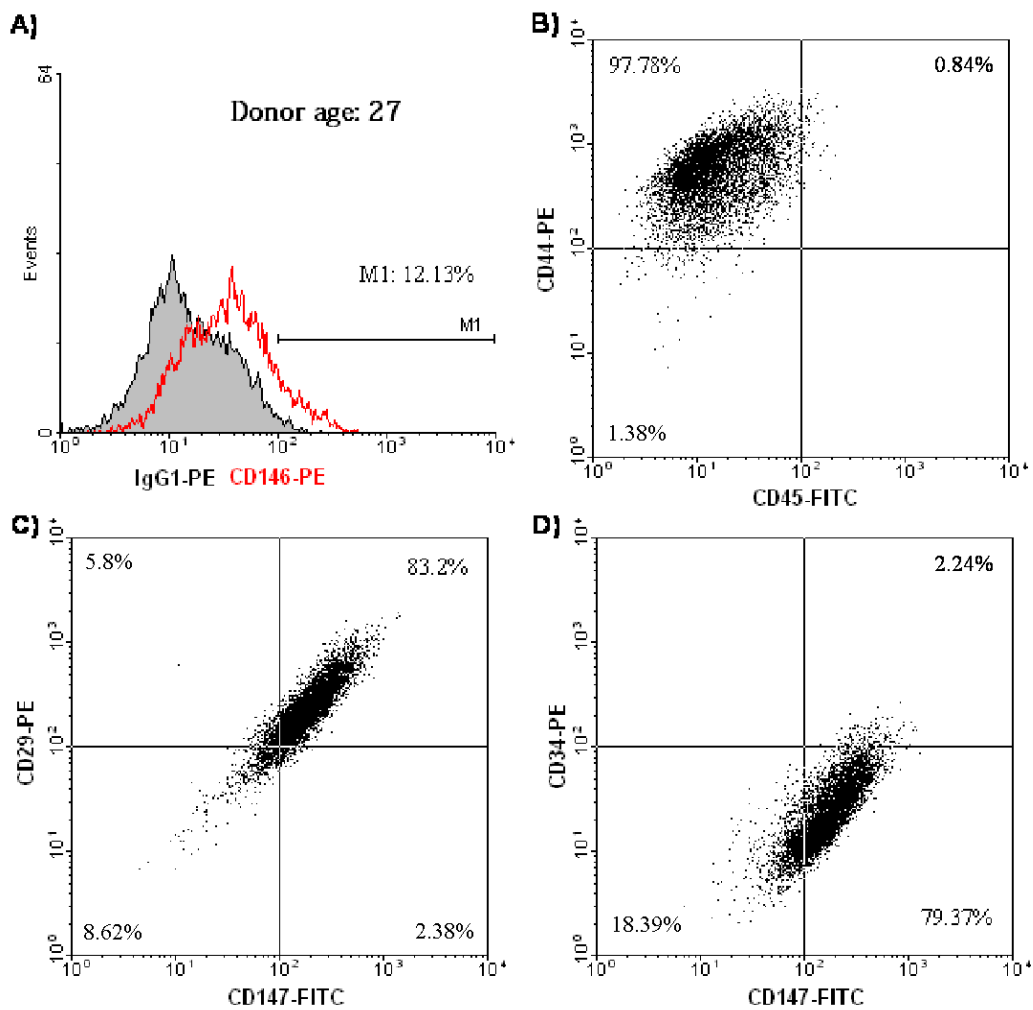 A)
64
Donor age: 27
Events
M1: 12.13%
M1
0
10⁰ 10¹ 10² 10³ 10⁴
IgG1-PE CD146-PE
B)
10⁺
97.78% 0.84%
10³
CD44-PE
10²
10¹
1.38%
10⁰
10⁰ 10¹ 10² 10³ 10⁴
CD45-FITC
C)
10⁺
5.8% 83.2%
10³
CD29-PE
10²
10¹
8.62% 2.38%
10⁰
10⁰ 10¹ 10² 10³ 10⁴
CD147-FITC
D)
10⁺
2.24%
10³
CD34-PE
10²
10¹
18.39% 79.37%
10⁰
10⁰ 10¹ 10² 10³ 10⁴
CD147-FITC